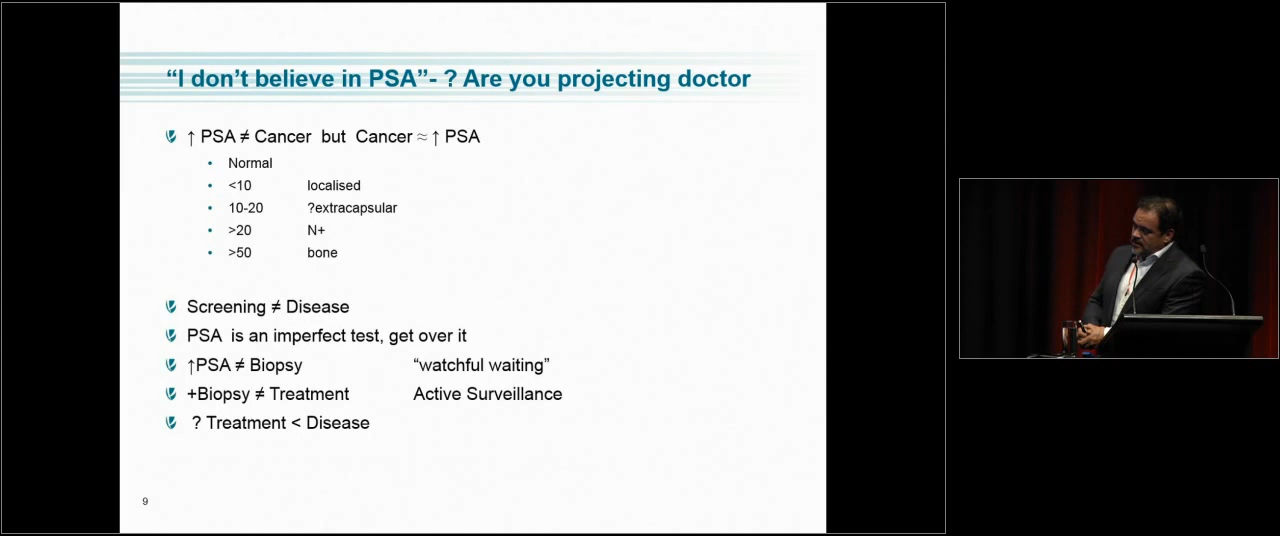 “I don’t believe in PSA”- ? Are you projecting doctor
↑ PSA ≠ Cancer but Cancer ≈ ↑ PSA
• Normal
• <10 localised
• 10-20 ?extracapsular
• >20 N+
• >50 bone
Screening ≠ Disease
PSA is an imperfect test, get over it
↑PSA ≠ Biopsy “watchful waiting”
+Biopsy ≠ Treatment Active Surveillance
? Treatment < Disease
9